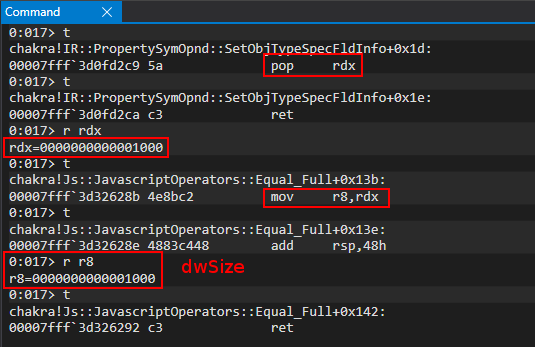 Command ×
0:017> t
chakra!IR::PropertySymOpnd::SetObjTypeSpecFldInfo+0x1d:
00007fff`3d0fd2c9 5a pop rdx
0:017> t
chakra!IR::PropertySymOpnd::SetObjTypeSpecFldInfo+0x1e:
00007fff`3d0fd2ca c3 ret
0:017> r rdx
rdx=0000000000001000
0:017> t
chakra!Js::JavascriptOperators::Equal_Full+0x13b:
00007fff`3d32628b 4e8bc2 mov r8,rdx
0:017> t
chakra!Js::JavascriptOperators::Equal_Full+0x13e:
00007fff`3d32628e 4883c448 add rsp,48h
0:017> r r8 dwSize
r8=0000000000001000
0:017> t
chakra!Js::JavascriptOperators::Equal_Full+0x142:
00007fff`3d326292 c3 ret